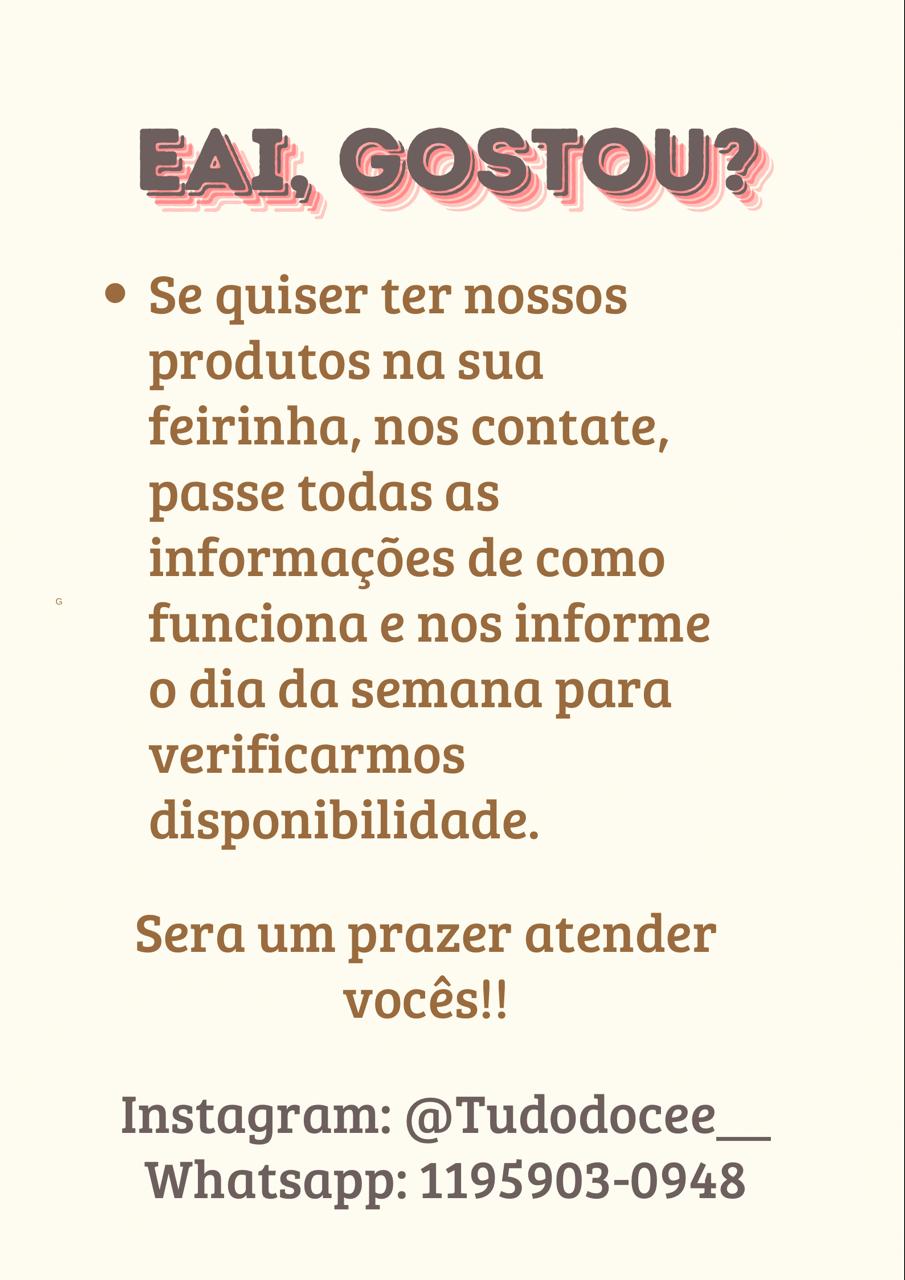 EAI, GOSTOU?
• Se quiser ter nossos
produtos na sua
feirinha, nos contate,
passe todas as
informações de como
funciona e nos informe
o dia da semana para
verificarmos
disponibilidade.
G
Sera um prazer atender
vocês!!
Instagram: @Tudodocee__
Whatsapp: 1195903-0948